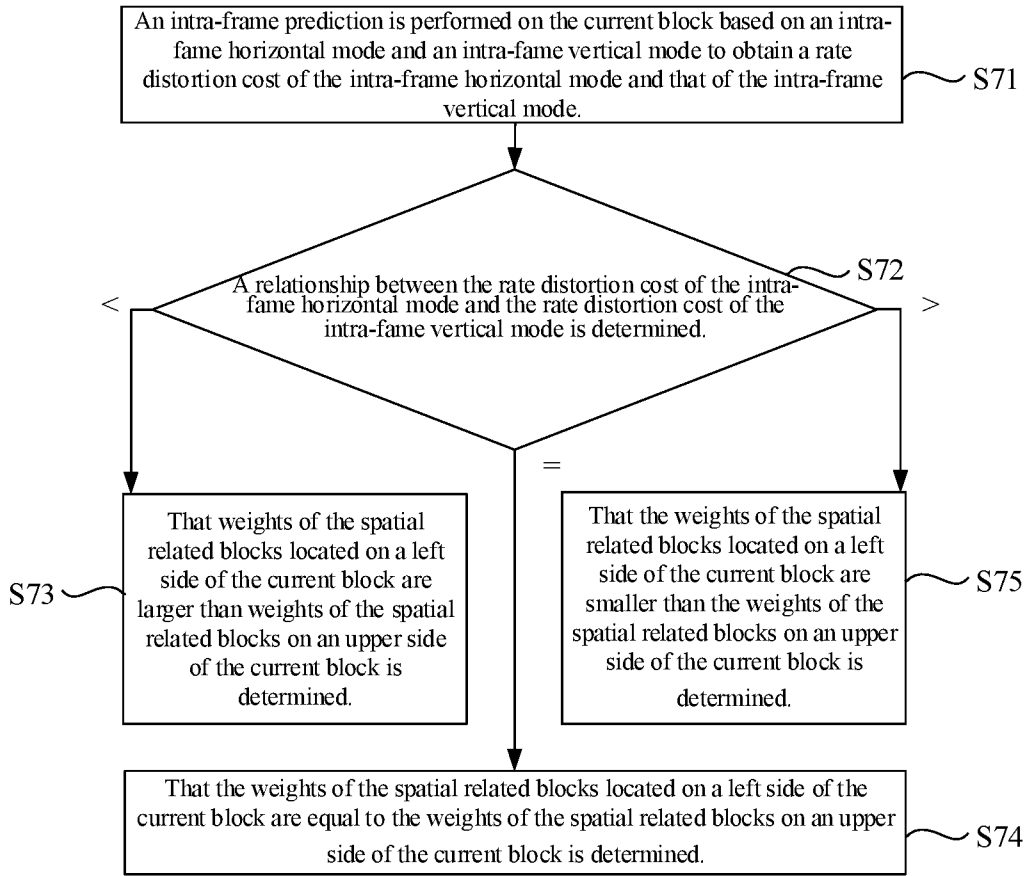 An intra-frame prediction is performed on the current block based on an intra-
fame horizontal mode and an intra-fame vertical mode to obtain a rate
distortion cost of the intra-frame horizontal mode and that of the intra-frame
vertical mode.
S71
A relationship between the rate distortion cost of the intra-
fame horizontal mode and the rate distortion cost of the
intra-fame vertical mode is determined.
S72
<
>
=
That weights of the spatial
related blocks located on a left
side of the current block are
larger than weights of the spatial
related blocks on an upper side
of the current block is
determined.
S73
That the weights of the spatial
related blocks located on a left
side of the current block are
smaller than the weights of the
spatial related blocks on an upper
side of the current block is
determined.
S75
That the weights of the spatial related blocks located on a left side of the
current block are equal to the weights of the spatial related blocks on an upper
side of the current block is determined.
S74